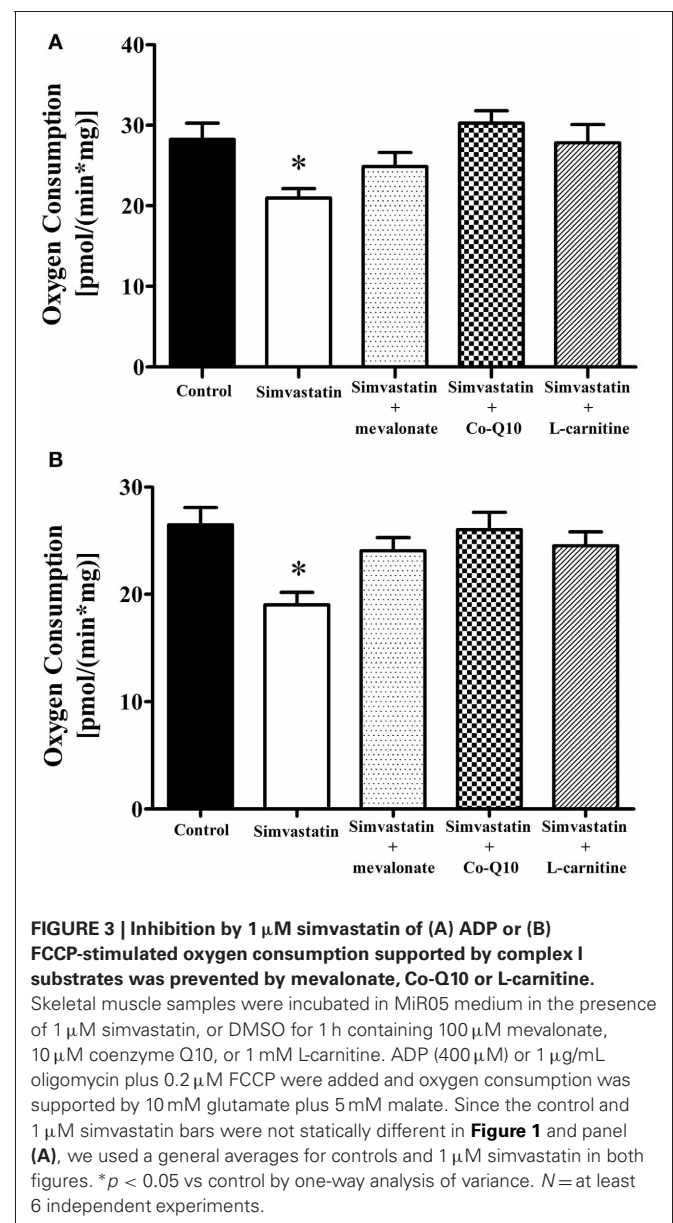 A
40
30
20
10
0
Oxygen Consumption
[pmol/(min*mg)]
*
Control
Simvastatin
Simvastatin
+
mevalonate
Simvastatin
+
Co-Q10
Simvastatin
+
L-carnitine
B
30
20
10
0
Oxygen Consumption
[pmol/(min*mg)]
*
Control
Simvastatin
Simvastatin
+
mevalonate
Simvastatin
+
Co-Q10
Simvastatin
+
L-carnitine
FIGURE 3 | Inhibition by 1 μM simvastatin of (A) ADP or (B)
FCCP-stimulated oxygen consumption supported by complex I
substrates was prevented by mevalonate, Co-Q10 or L-carnitine.
Skeletal muscle samples were incubated in MiR05 medium in the presence
of 1 μM simvastatin, or DMSO for 1 h containing 100 μM mevalonate,
10 μM coenzyme Q10, or 1 mM L-carnitine. ADP (400 μM) or 1 μg/mL
oligomycin plus 0.2 μM FCCP were added and oxygen consumption was
supported by 10 mM glutamate plus 5 mM malate. Since the control and
1 μM simvastatin bars were not statically different in Figure 1 and panel
(A), we used a general averages for controls and 1 μM simvastatin in both
figures. *p < 0.05 vs control by one-way analysis of variance. N = at least
6 independent experiments.